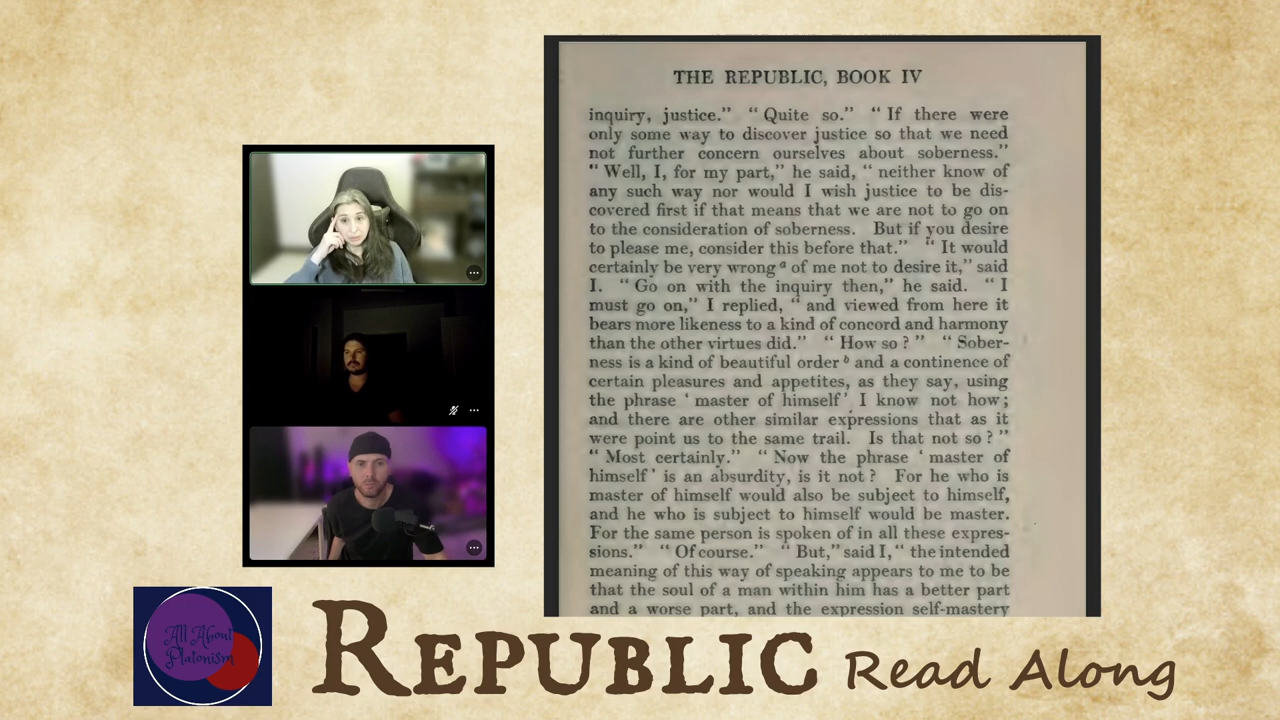 THE REPUBLIC, BOOK IV
inquiry, justice.” “ Quite so.” “ If there were
only some way to discover justice so that we need
not further concern ourselves about soberness.”
“ Well, I, for my part,” he said, “ neither know of
any such way nor would I wish justice to be dis-
covered first if that means that we are not to go on
to the consideration of soberness. But if you desire
to please me, consider this before that.” “ It would
certainly be very wrong a of me not to desire it,” said
I. “ Go on with the inquiry then,” he said. “ I
must go on,” I replied, “ and viewed from here it
bears more likeness to a kind of concord and harmony
than the other virtues did.” “ How so ? ” “ Sober-
ness is a kind of beautiful order b and a continence of
certain pleasures and appetites, as they say, using
the phrase ‘ master of himself ’ I know not how ;
and there are other similar expressions that as it
were point us to the same trail. Is that not so ? ”
“ Most certainly.” “ Now the phrase ‘ master of
himself ’ is an absurdity, is it not ? For he who is
master of himself would also be subject to himself,
and he who is subject to himself would be master.
For the same person is spoken of in all these expres-
sions.” “ Of course.” “ But,” said I, “ the intended
meaning of this way of speaking appears to me to be
that the soul of a man within him has a better part
and a worse part, and the expression self-mastery
All About
Platonism
REPUBLIC Read Along